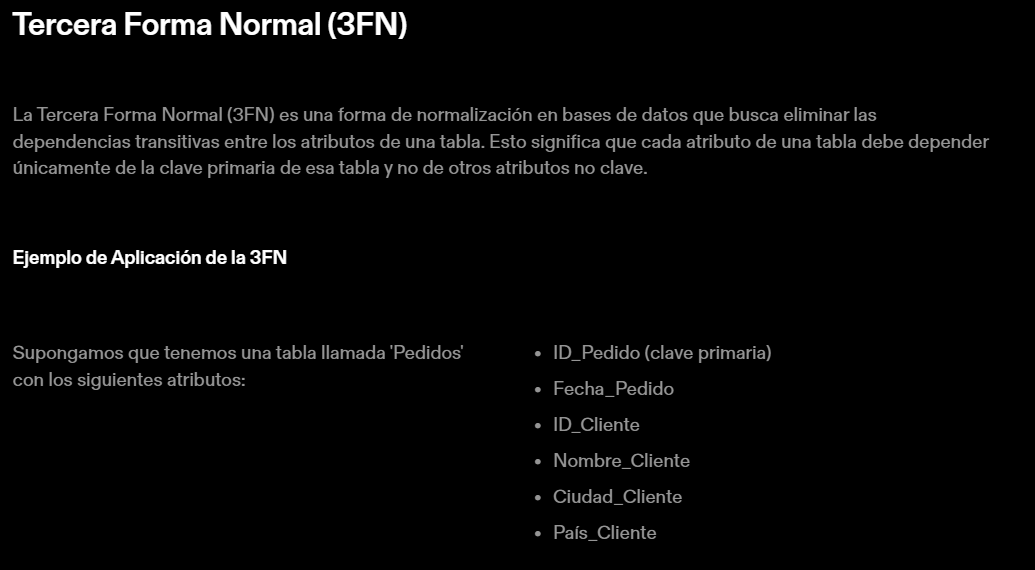 Tercera Forma Normal (3FN)
La Tercera Forma Normal (3FN) es una forma de normalización en bases de datos que busca eliminar las
dependencias transitivas entre los atributos de una tabla. Esto significa que cada atributo de una tabla debe depender
únicamente de la clave primaria de esa tabla y no de otros atributos no clave.
Ejemplo de Aplicación de la 3FN
Supongamos que tenemos una tabla llamada 'Pedidos'
con los siguientes atributos:
• ID_Pedido (clave primaria)
• Fecha_Pedido
• ID_Cliente
• Nombre_Cliente
• Ciudad_Cliente
• País_Cliente